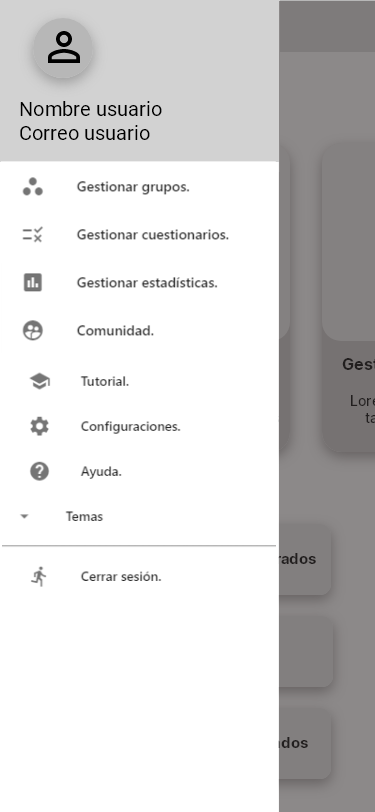 Nombre usuario
Correo usuario
Gestionar grupos.
Gestionar cuestionarios.
Gestionar estadísticas.
Comunidad.
Gest
Tutorial.
Lore
ta
Configuraciones.
Ayuda.
Temas
rados
Cerrar sesión.
dos